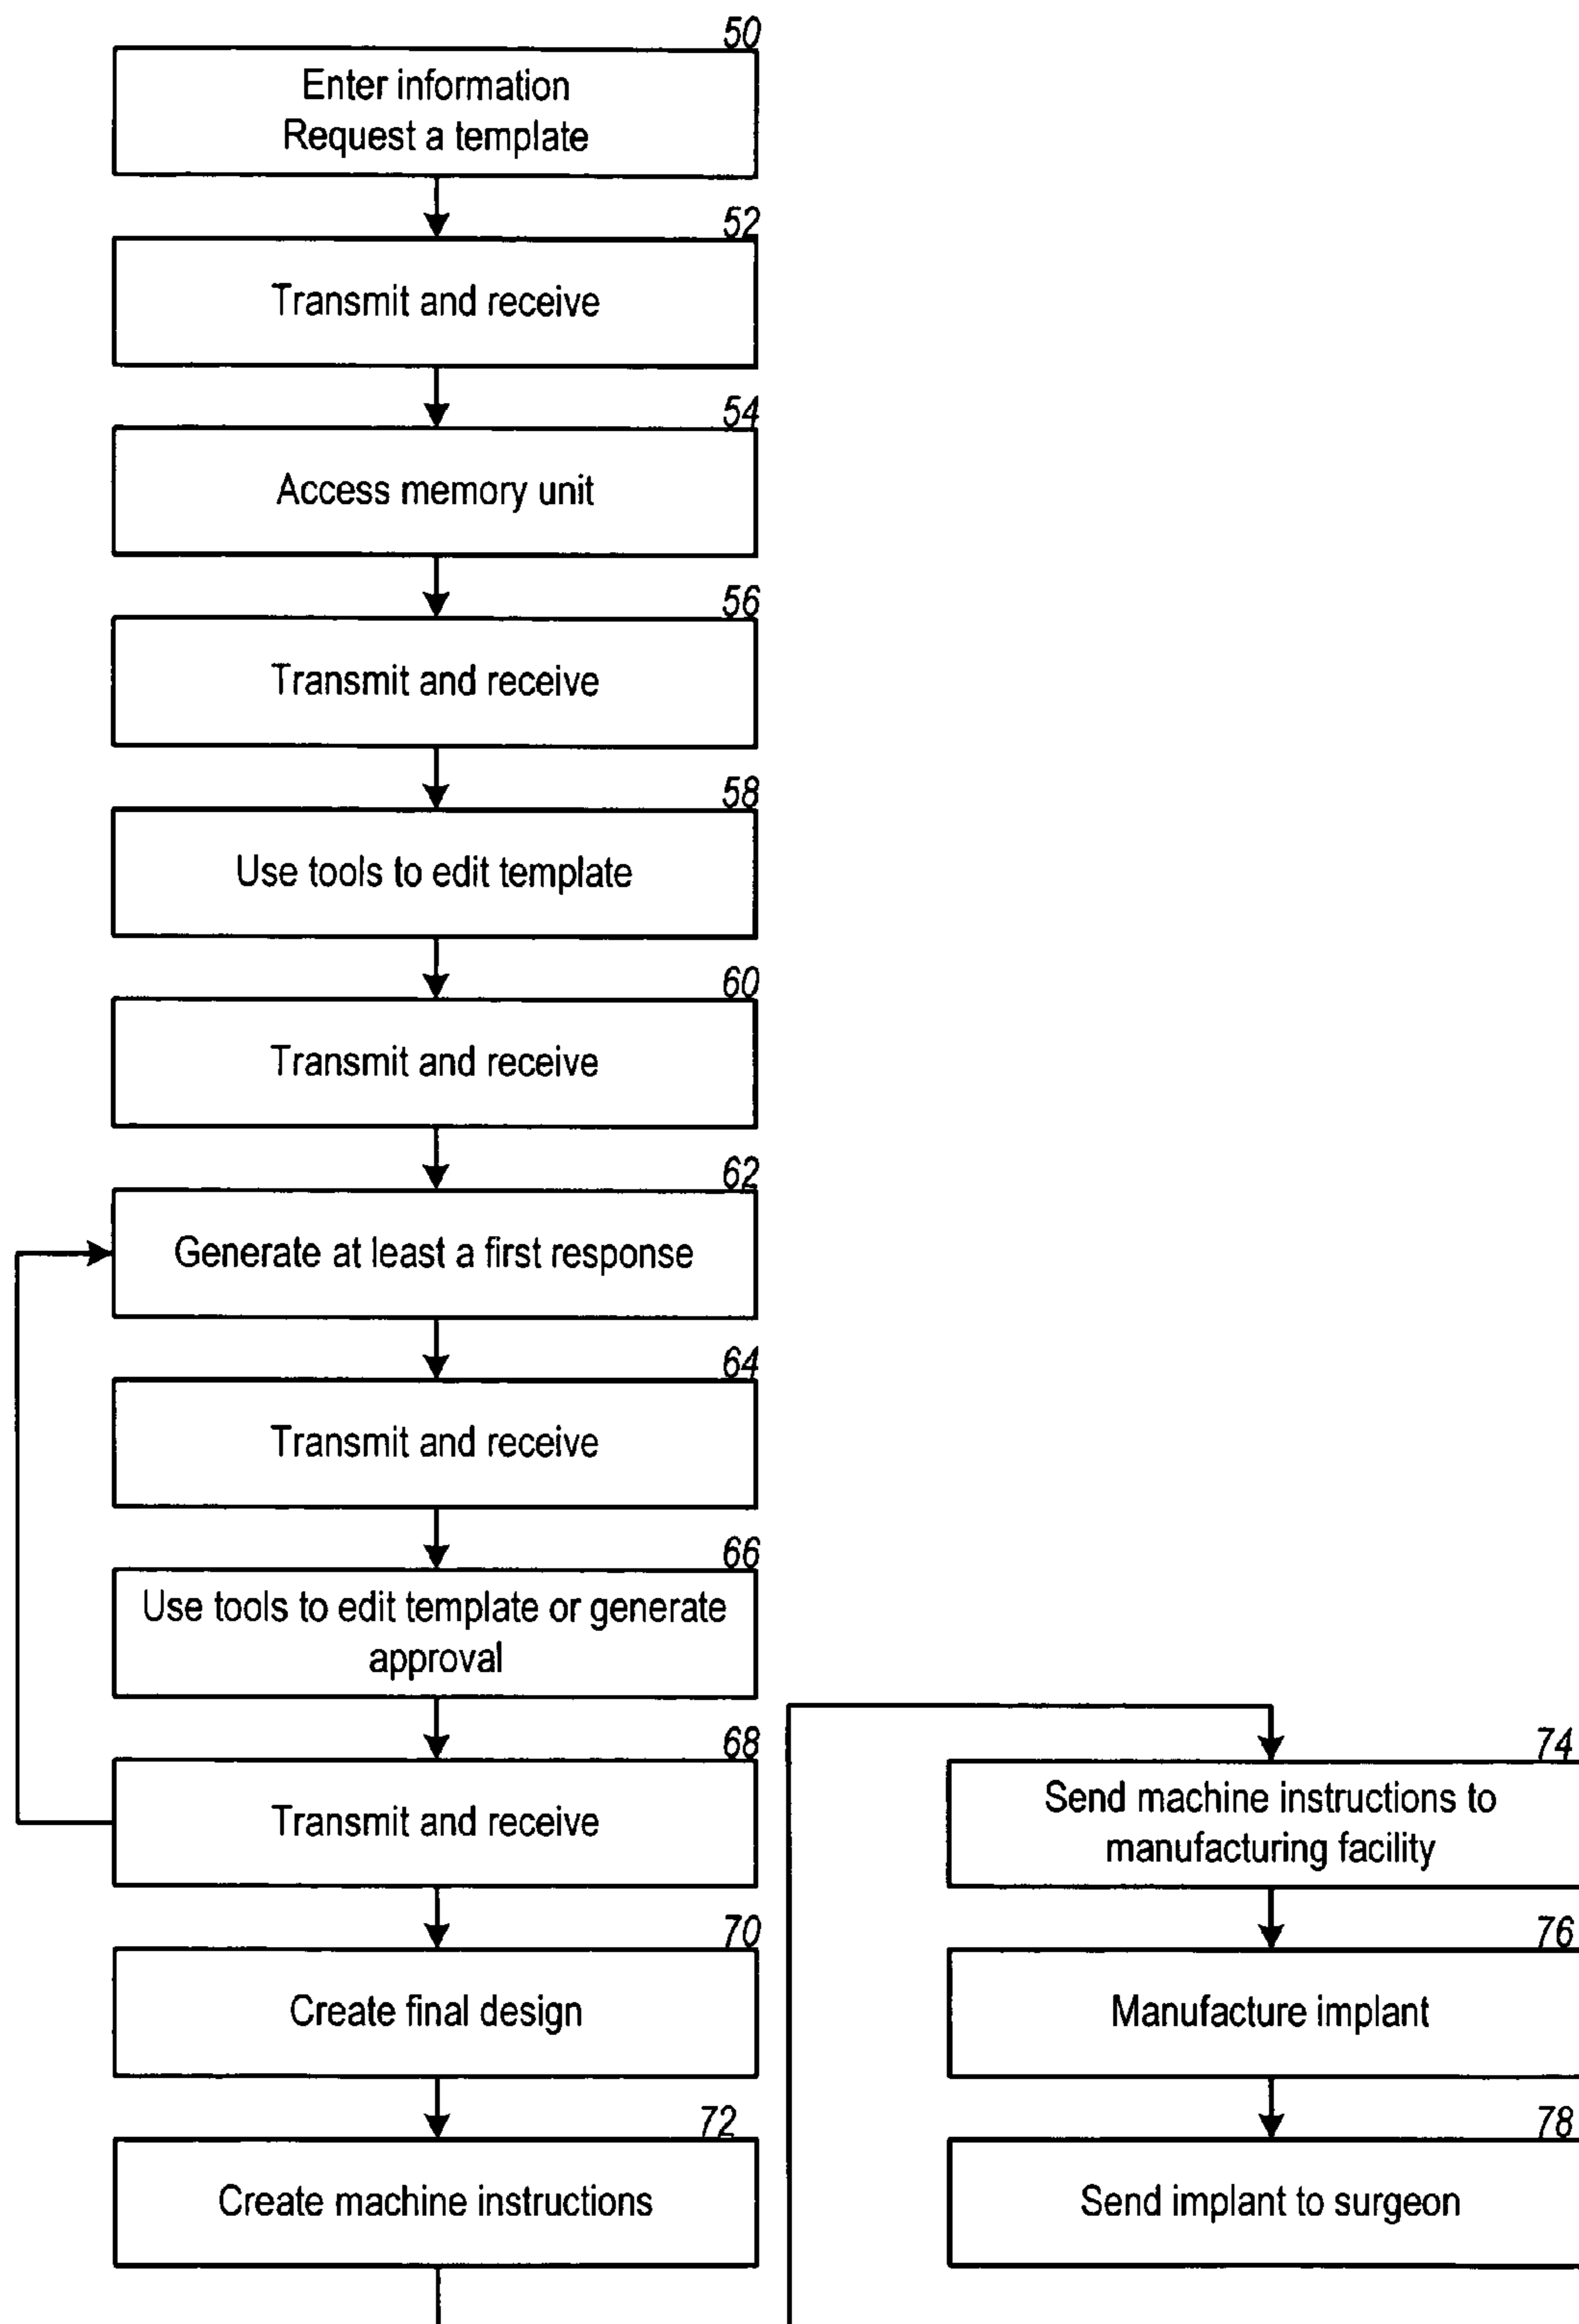 50
Enter information
Request a template
52
Transmit and receive
54
Access memory unit
56
Transmit and receive
58
Use tools to edit template
60
Transmit and receive
62
Generate at least a first response
64
Transmit and receive
66
Use tools to edit template or generate
approval
68
Transmit and receive
70
Create final design
72
Create machine instructions
74
Send machine instructions to
manufacturing facility
76
Manufacture implant
78
Send implant to surgeon